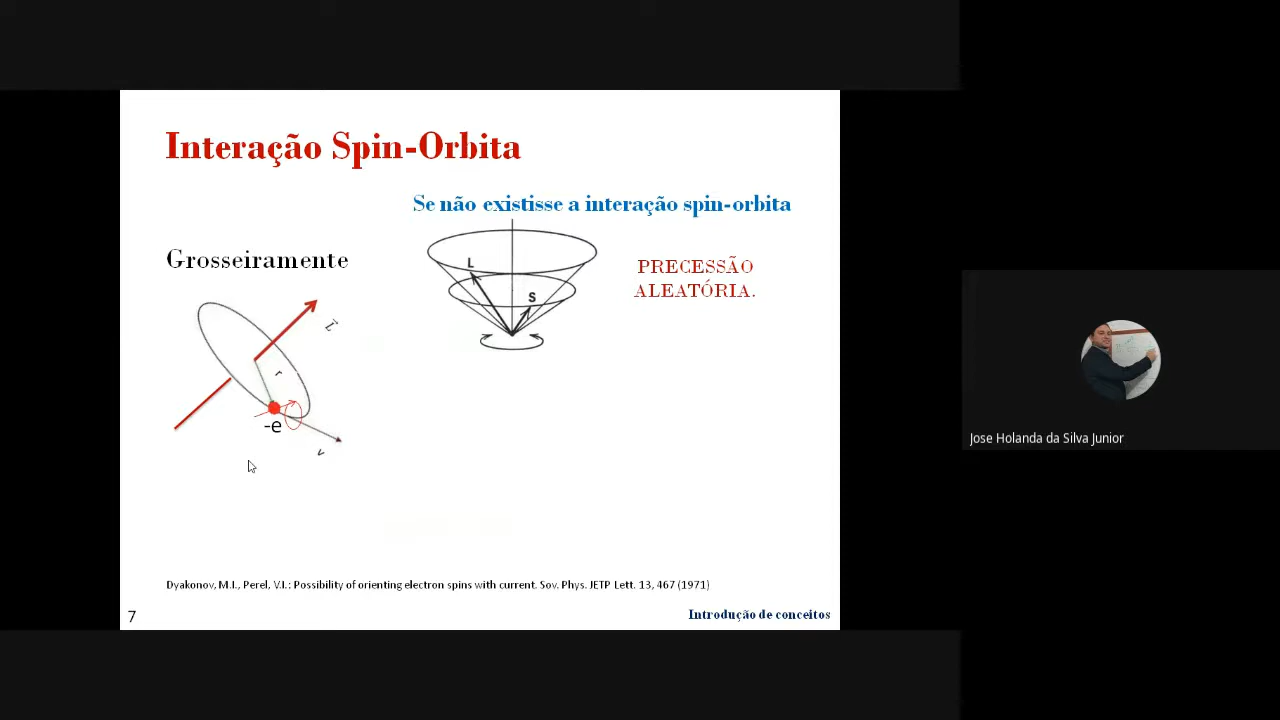 Interação Spin-Orbita
Se não existisse a interação spin-orbita
Grosseiramente
L
S
PRECESSÃO
ALEATÓRIA.
L
r
-e
v
Dyakonov, M.I., Perel, V.I.: Possibility of orienting electron spins with current. Sov. Phys. JETP Lett. 13, 467 (1971)
7
Introdução de conceitos
Jose Holanda da Silva Junior